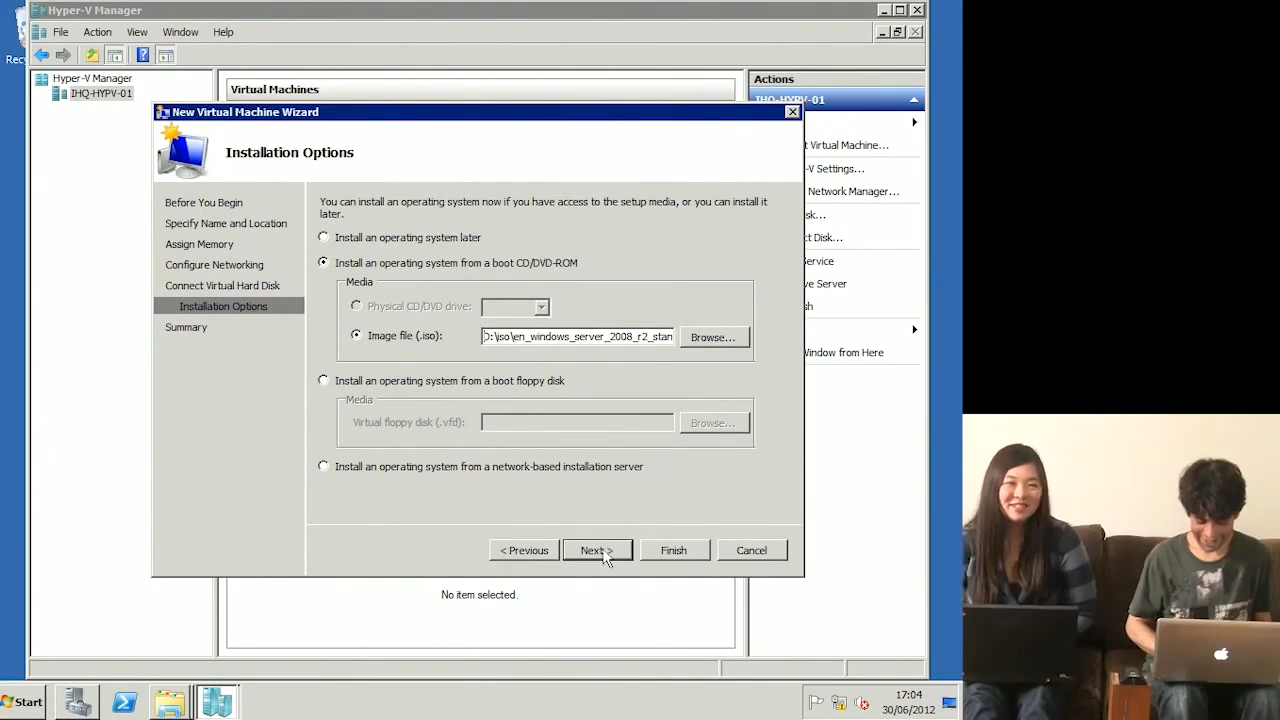 Hyper-V Manager
File Action View Window Help
Hyper-V Manager
IHQ-HYPV-01
Virtual Machines
Actions
IHQ-HYPV-01
New Virtual Machine Wizard
Installation Options
t Virtual Machine...
-V Settings...
Network Manager...
sk...
ct Disk...
Service
ve Server
sh
Window from Here
Before You Begin
Specify Name and Location
Assign Memory
Configure Networking
Connect Virtual Hard Disk
Installation Options
Summary
You can install an operating system now if you have access to the setup media, or you can install it
later.
Install an operating system later
Install an operating system from a boot CD/DVD-ROM
Media
Physical CD/DVD drive:
Image file (.iso): D:\iso\en_windows_server_2008_r2_stan Browse...
Install an operating system from a boot floppy disk
Media
Virtual floppy disk (.vfd): Browse...
Install an operating system from a network-based installation server
< Previous Next > Finish Cancel
No item selected.
Start
17:04
30/06/2012